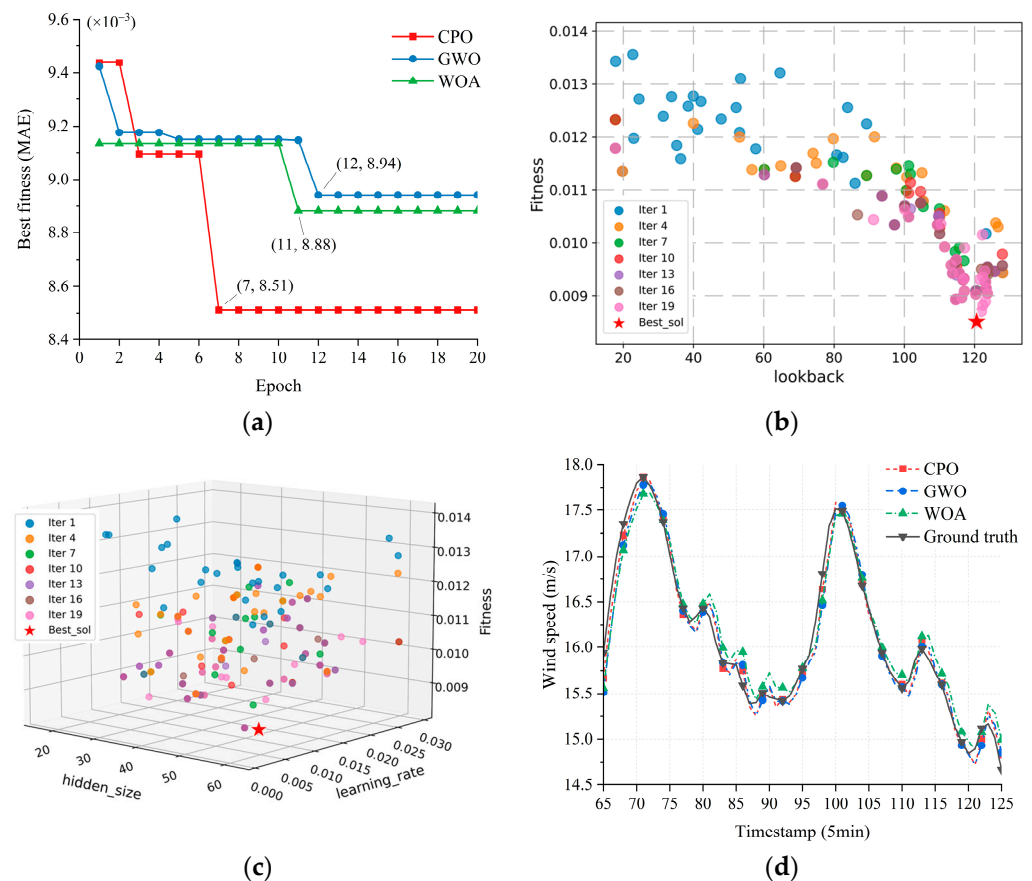 9.6
(×10⁻³)
9.4
9.2
9.0
8.8
8.6
8.4
Best fitness (MAE)
CPO
GWO
WOA
(12, 8.94)
(11, 8.88)
(7, 8.51)
0 2 4 6 8 10 12 14 16 18 20
Epoch
(a)
0.014
0.013
0.012
0.011
0.010
0.009
Fitness
Iter 1
Iter 4
Iter 7
Iter 10
Iter 13
Iter 16
Iter 19
Best_sol
20 40 60 80 100 120
lookback
(b)
Iter 1
Iter 4
Iter 7
Iter 10
Iter 13
Iter 16
Iter 19
Best_sol
0.014
0.013
0.012
0.011
0.010
0.009
Fitness
20 30 40 50 60
hidden_size
0.000 0.005 0.010 0.015 0.020 0.025 0.030
learning_rate
(c)
18.0
17.5
17.0
16.5
16.0
15.5
15.0
14.5
Wind speed (m/s)
CPO
GWO
WOA
Ground truth
65 70 75 80 85 90 95 100 105 110 115 120 125
Timestamp (5min)
(d)